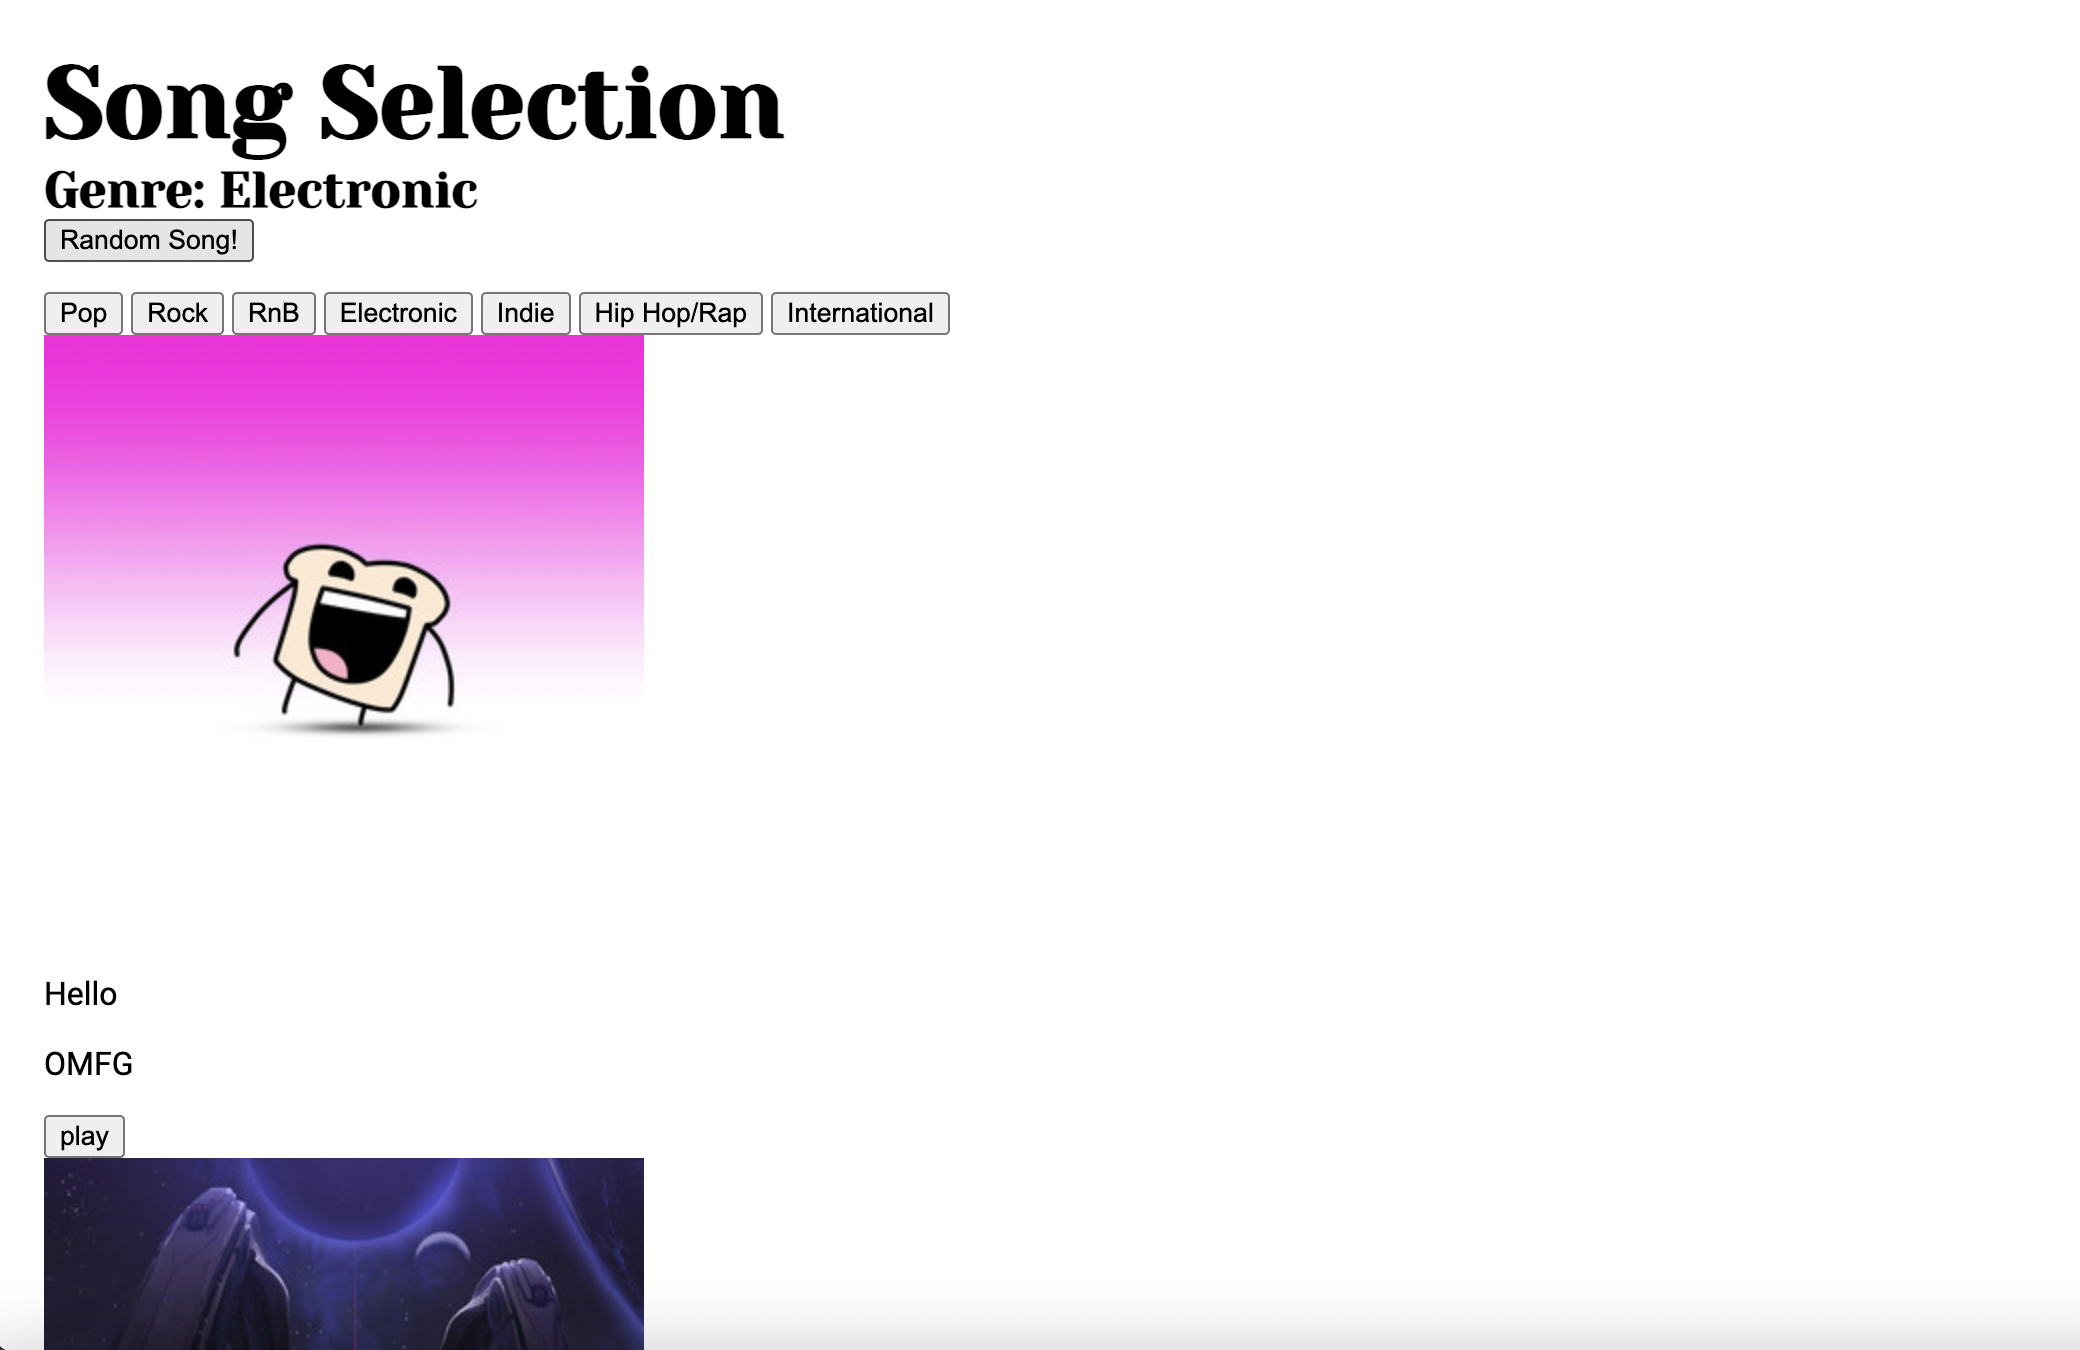 Song Selection
Genre: Electronic
Random Song!
Pop Rock RnB Electronic Indie Hip Hop/Rap International
Hello
OMFG
play